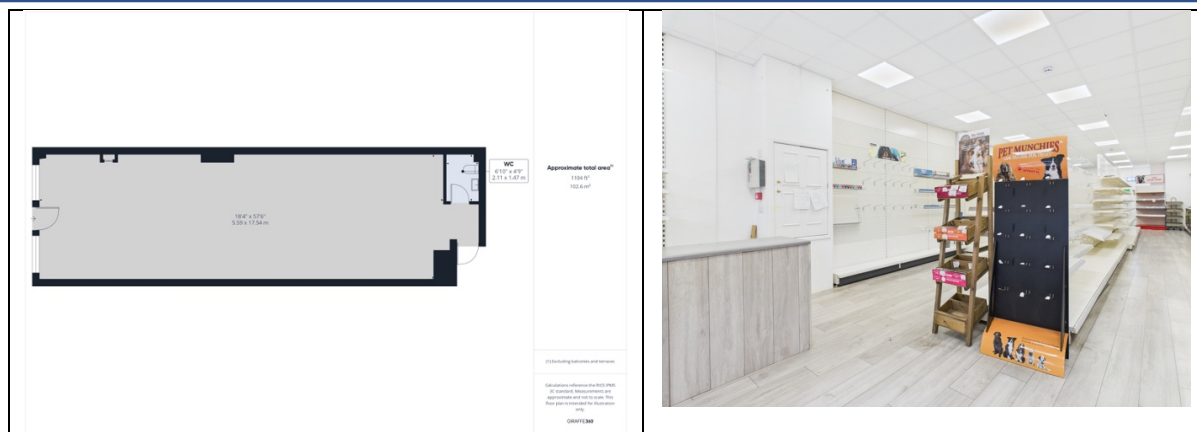 WC
6'10" x 4'9"
2.11 x 1.47 m
18'4" x 57'6"
5.59 x 17.54 m
Approximate total area(1)
1104 ft²
102.6 m²
(1) Excluding balconies and terraces
Calculations reference the RICS IPMS
3C standard. Measurements are
approximate and not to scale. This
floor plan is intended for illustration
only.
GIRAFFE360
PET MUNCHIES